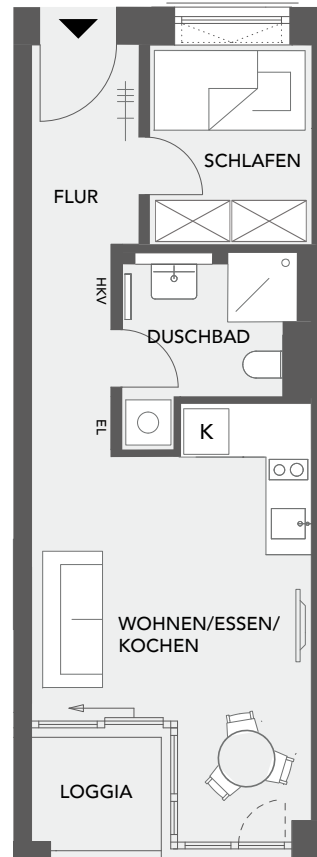 SCHLAFEN
FLUR
HKV
DUSCHBAD
EL
K
WOHNEN/ESSEN/
KOCHEN
LOGGIA